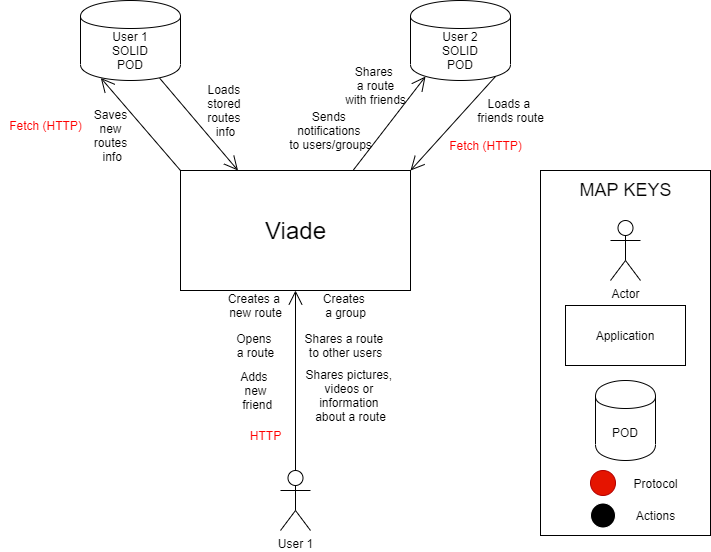 User 1
SOLID
POD
User 2
SOLID
POD
Fetch (HTTP)
Saves
new
routes
info
Loads
stored
routes
info
Shares
a route
with friends
Sends
notifications
to users/groups
Loads a
friends route
Fetch (HTTP)
Viade
Creates a
new route
Creates
a group
Opens
a route
Shares a route
to other users
Adds
new
friend
Shares pictures,
videos or
information
about a route
HTTP
User 1
MAP KEYS
Actor
Application
POD
Protocol
Actions